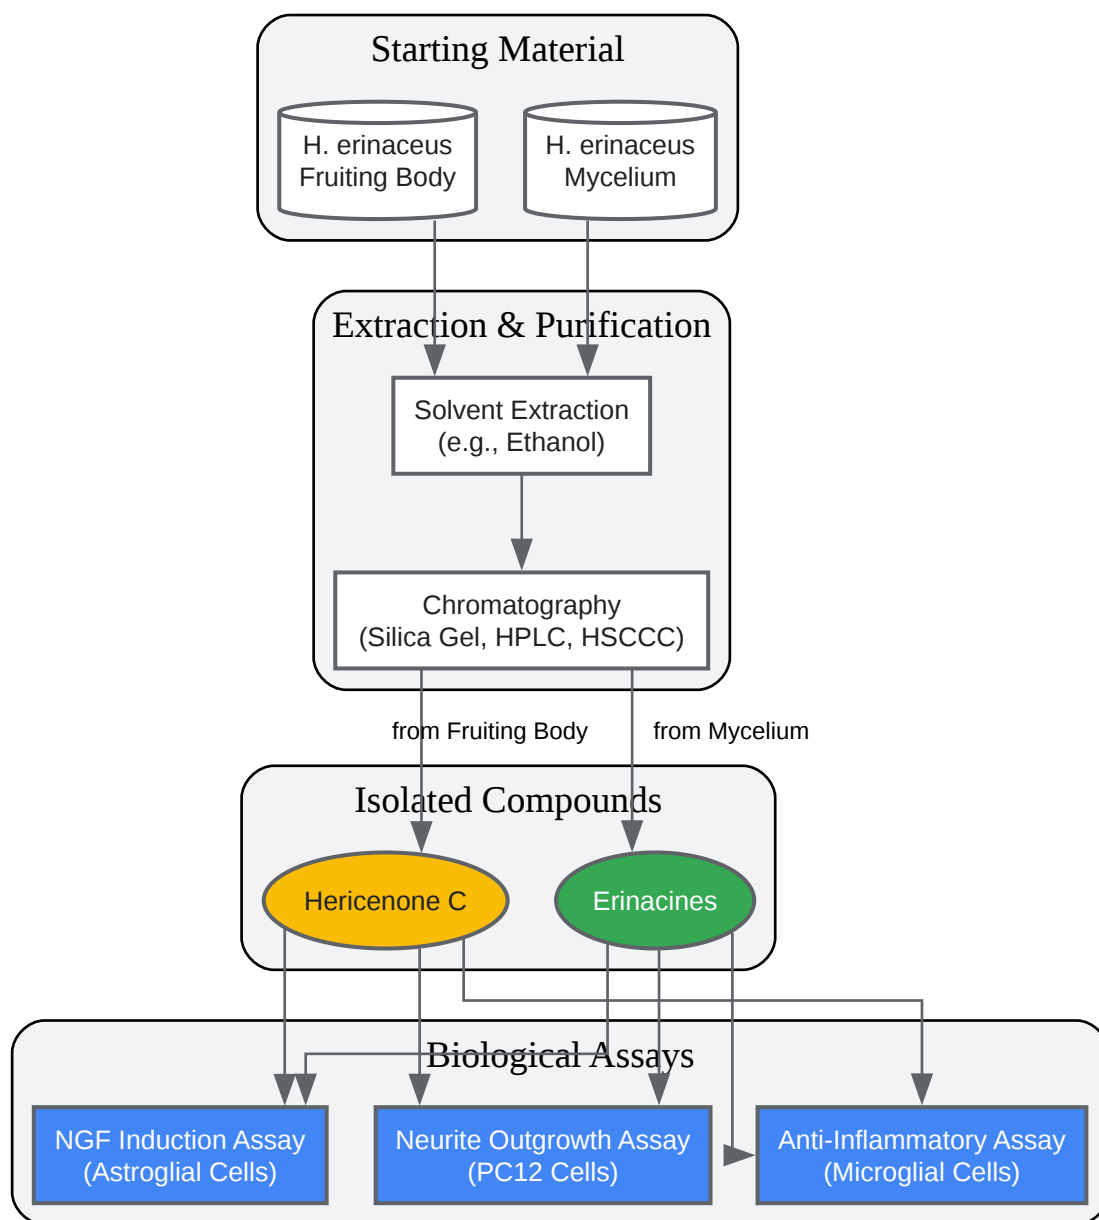 Starting Material
H. erinaceus
Fruiting Body
H. erinaceus
Mycelium
Extraction & Purification
Solvent Extraction
(e.g., Ethanol)
Chromatography
(Silica Gel, HPLC, HSCCC)
from Fruiting Body
from Mycelium
Isolated Compounds
Hericenone C
Erinacines
Biological Assays
NGF Induction Assay
(Astroglial Cells)
Neurite Outgrowth Assay
(PC12 Cells)
Anti-Inflammatory Assay
(Microglial Cells)